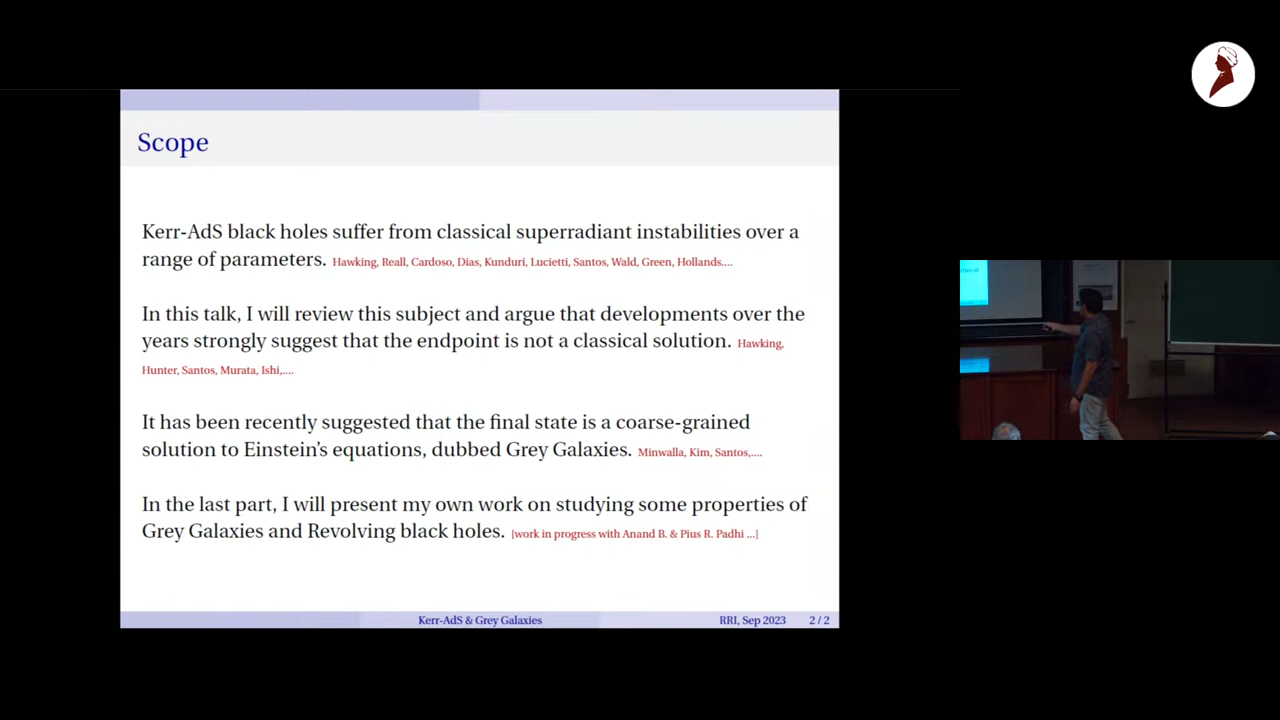 Scope
Kerr-AdS black holes suffer from classical superradiant instabilities over a
range of parameters. Hawking, Reall, Cardoso, Dias, Kunduri, Lucietti, Santos, Wald, Green, Hollands....
In this talk, I will review this subject and argue that developments over the
years strongly suggest that the endpoint is not a classical solution. Hawking,
Hunter, Santos, Murata, Ishi,....
It has been recently suggested that the final state is a coarse-grained
solution to Einstein's equations, dubbed Grey Galaxies. Minwalla, Kim, Santos,....
In the last part, I will present my own work on studying some properties of
Grey Galaxies and Revolving black holes. [work in progress with Anand B. & Pius R. Padhi ...]
Kerr-AdS & Grey Galaxies RRI, Sep 2023 2 / 2